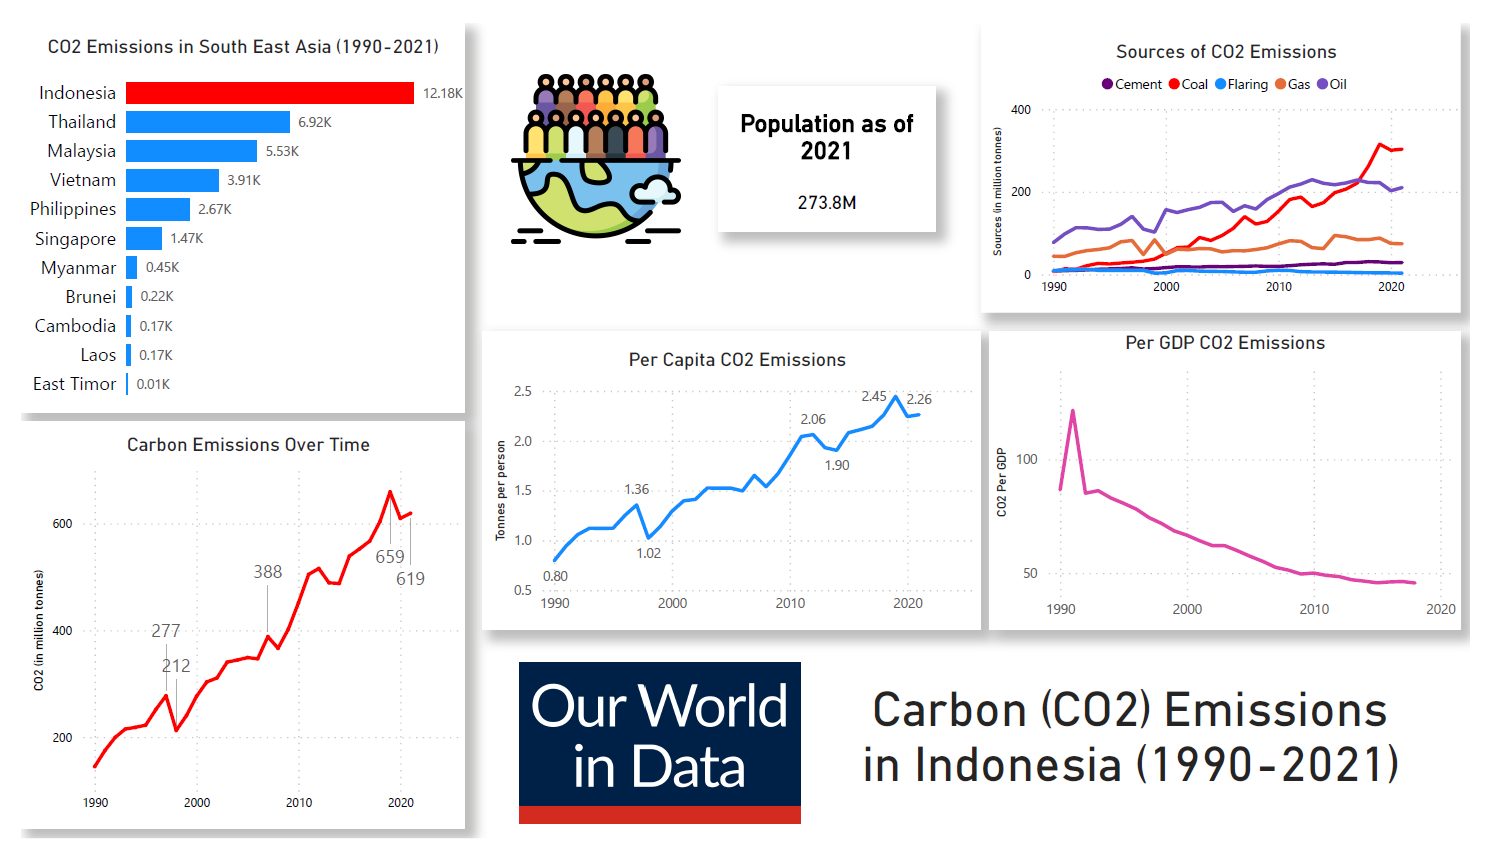 CO2 Emissions in South East Asia (1990-2021)
Indonesia 12.18K
Thailand 6.92K
Malaysia 5.53K
Vietnam 3.91K
Philippines 2.67K
Singapore 1.47K
Myanmar 0.45K
Brunei 0.22K
Cambodia 0.17K
Laos 0.17K
East Timor 0.01K
Population as of
2021
273.8M
Sources of CO2 Emissions
Cement Coal Flaring Gas Oil
Sources (in million tonnes)
400
200
0
1990 2000 2010 2020
Carbon Emissions Over Time
CO2 (in million tonnes)
600
400
200
277
212
388
659
619
1990 2000 2010 2020
Per Capita CO2 Emissions
Tonnes per person
2.5
2.0
1.5
1.0
0.5
0.80
1.36
1.02
2.06
1.90
2.45
2.26
1990 2000 2010 2020
Per GDP CO2 Emissions
CO2 Per GDP
100
50
1990 2000 2010 2020
Our World
in Data
Carbon (CO2) Emissions
in Indonesia (1990-2021)